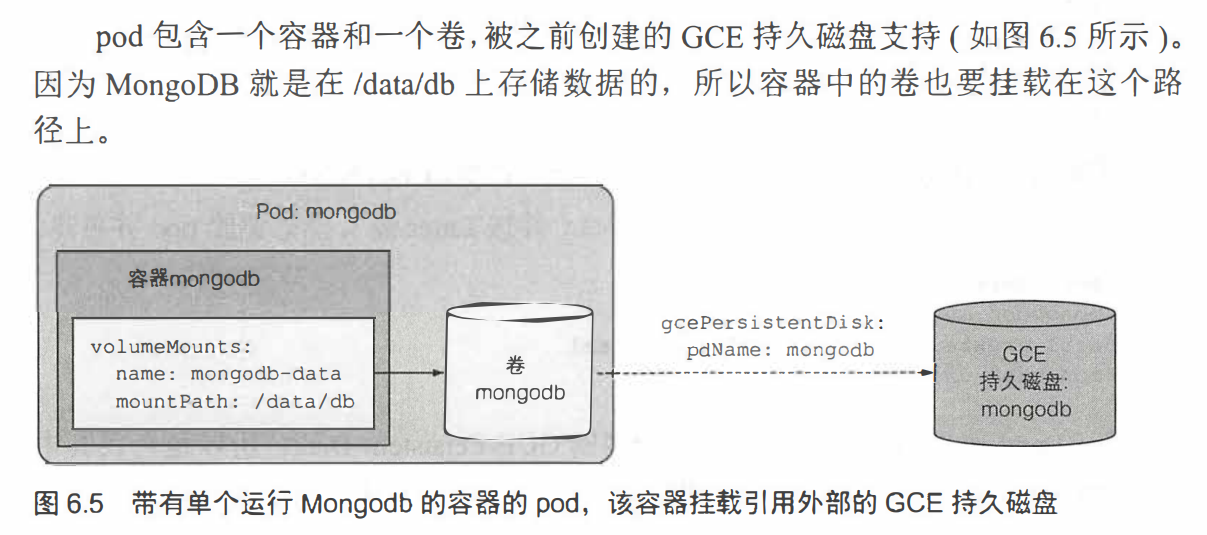 pod 包含一个容器和一个卷,被之前创建的 GCE 持久磁盘支持 ( 如图 6.5 所示 )。
因为 MongoDB 就是在 /data/db 上存储数据的，所以容器中的卷也要挂载在这个路
径上。
Pod: mongodb
容器mongodb
volumeMounts:
name: mongodb-data
mountPath: /data/db
卷
mongodb
gcePersistentDisk:
pdName: mongodb
GCE
持久磁盘:
mongodb
图 6.5 带有单个运行 Mongodb 的容器的 pod，该容器挂载引用外部的 GCE 持久磁盘